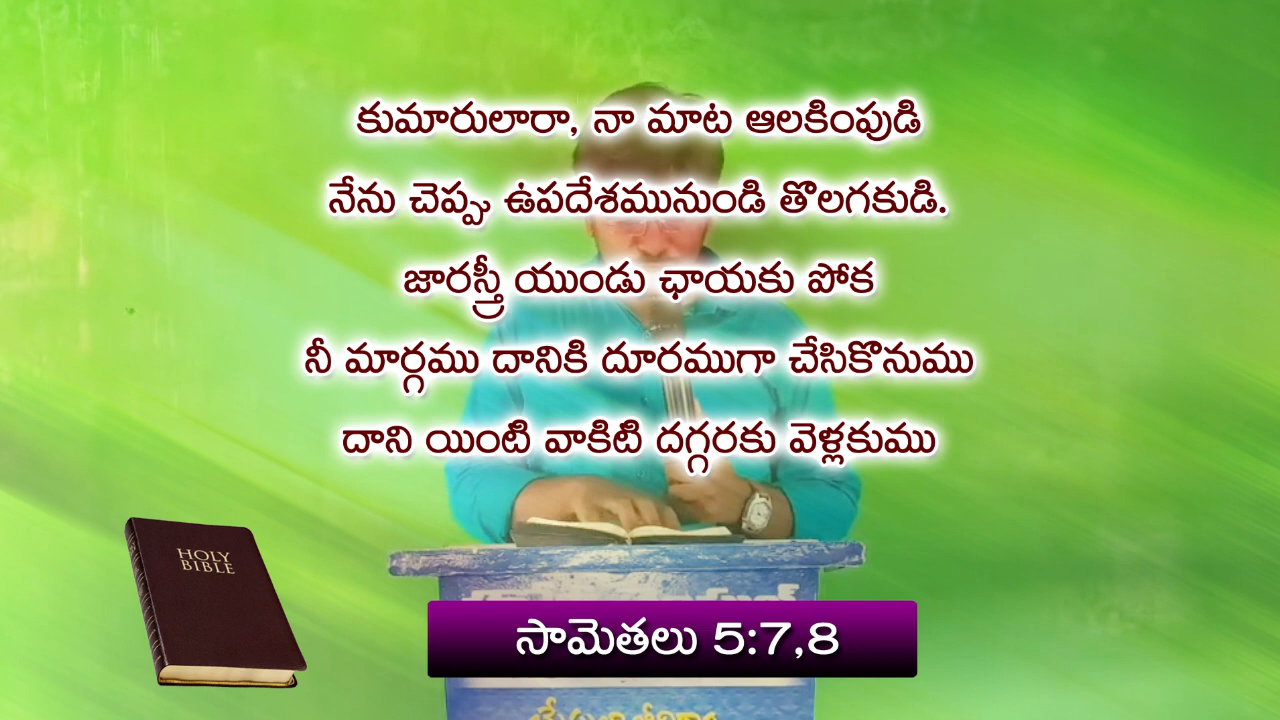 కుమారులారా, నా మాట ఆలకింపుడి
నేను చెప్పు ఉపదేశమునుండి తొలగకుడి.
జారస్త్రీ యుండు ఛాయకు పోక
నీ మార్గము దానికి దూరముగా చేసికొనుము
దాని యింటి వాకిటి దగ్గరకు వెళ్లకుము
HOLY
BIBLE
సామెతలు 5:7,8